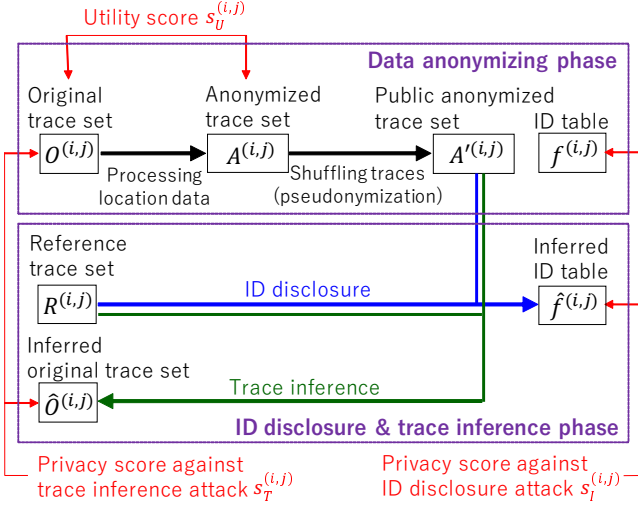 Utility score s_U^{(i,j)}
Data anonymizing phase
Original
trace set
Anonymized
trace set
Public anonymized
trace set
ID table
O^{(i,j)}
A^{(i,j)}
A'^{(i,j)}
f^{(i,j)}
Processing
location data
Shuffling traces
(pseudonymization)
Reference
trace set
Inferred
ID table
R^{(i,j)}
ID disclosure
f̂^{(i,j)}
Inferred
original trace set
Trace inference
Ô^{(i,j)}
ID disclosure & trace inference phase
Privacy score against
trace inference attack s_T^{(i,j)}
Privacy score against
ID disclosure attack s_I^{(i,j)}